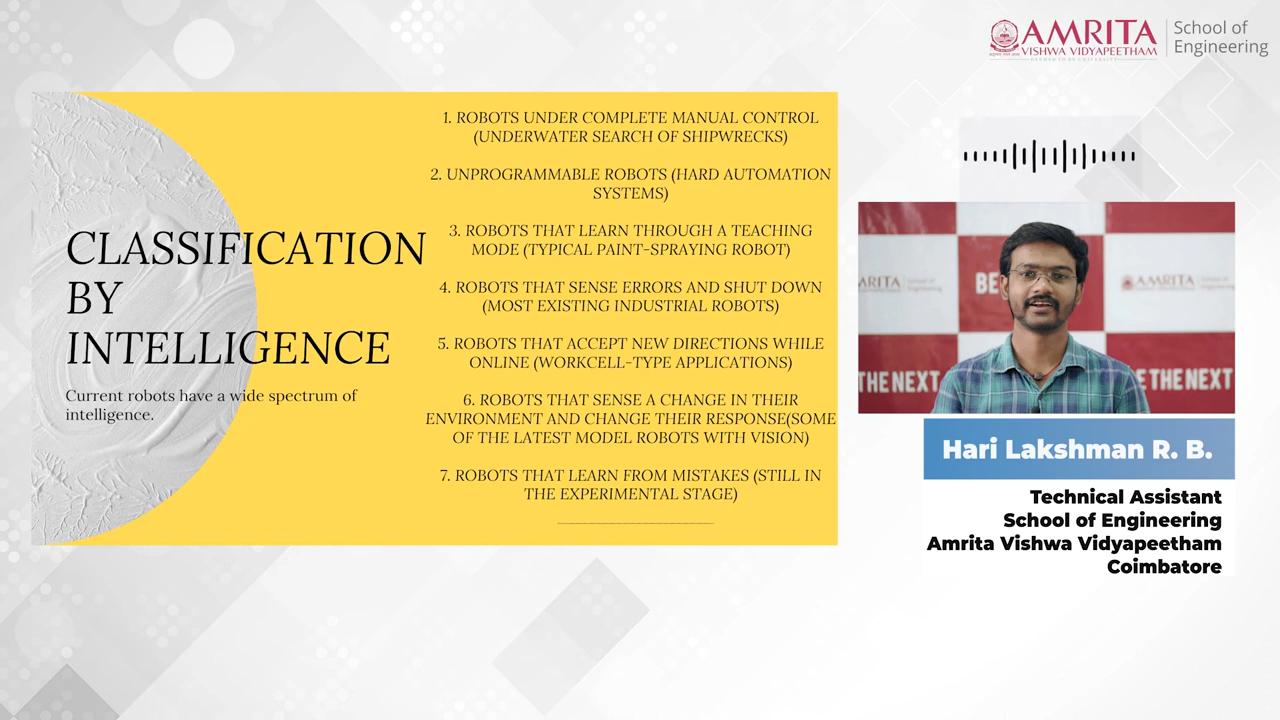 AMRITA
VISHWA VIDYAPEETHAM
School of
Engineering
CLASSIFICATION
BY
INTELLIGENCE
Current robots have a wide spectrum of
intelligence.
1. ROBOTS UNDER COMPLETE MANUAL CONTROL
(UNDERWATER SEARCH OF SHIPWRECKS)
2. UNPROGRAMMABLE ROBOTS (HARD AUTOMATION
SYSTEMS)
3. ROBOTS THAT LEARN THROUGH A TEACHING
MODE (TYPICAL PAINT-SPRAYING ROBOT)
4. ROBOTS THAT SENSE ERRORS AND SHUT DOWN
(MOST EXISTING INDUSTRIAL ROBOTS)
5. ROBOTS THAT ACCEPT NEW DIRECTIONS WHILE
ONLINE (WORKCELL-TYPE APPLICATIONS)
6. ROBOTS THAT SENSE A CHANGE IN THEIR
ENVIRONMENT AND CHANGE THEIR RESPONSE(SOME
OF THE LATEST MODEL ROBOTS WITH VISION)
7. ROBOTS THAT LEARN FROM MISTAKES (STILL IN
THE EXPERIMENTAL STAGE)
AMRITA
BE
THE NEXT
E THE NEXT
Hari Lakshman R. B.
Technical Assistant
School of Engineering
Amrita Vishwa Vidyapeetham
Coimbatore